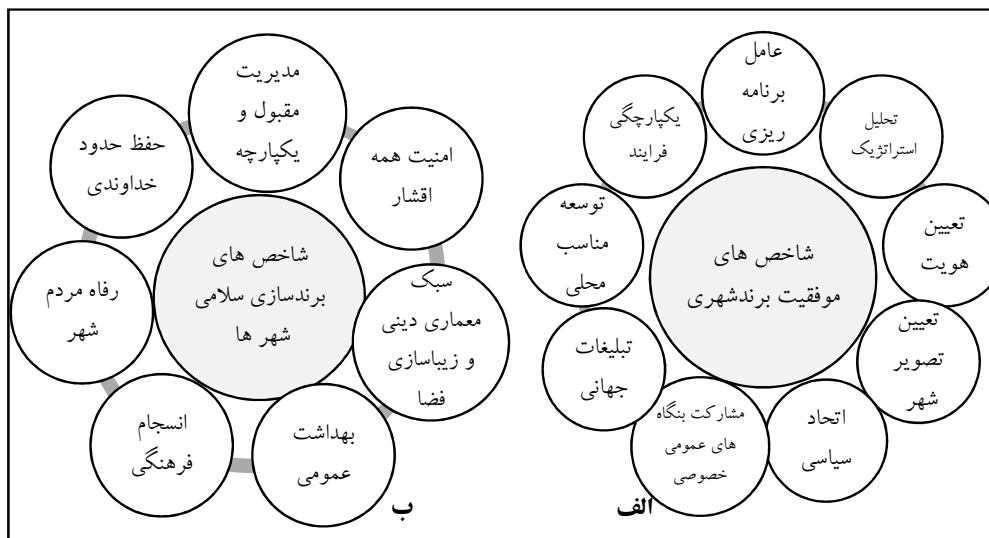 شاخص های
موفقیت برندشهری
عامل
برنامه
ریزی
تحلیل
استراتژیک
تعیین
هویت
تعیین
تصویر
شهر
اتحاد
سیاسی
مشارکت بنگاه
های عمومی
خصوصی
تبلیغات
جهانی
توسعه
مناسب
محلی
یکپارچگی
فرایند
الف
شاخص های
برندسازی سلامی
شهر ها
مدیریت
مقبول و
یکپارچه
امنیت همه
اقشار
سبک
معماری دینی
و زیباسازی
فضا
بهداشت
عمومی
انسجام
فرهنگی
رفاه مردم
شهر
حفظ حدود
خداوندی
ب